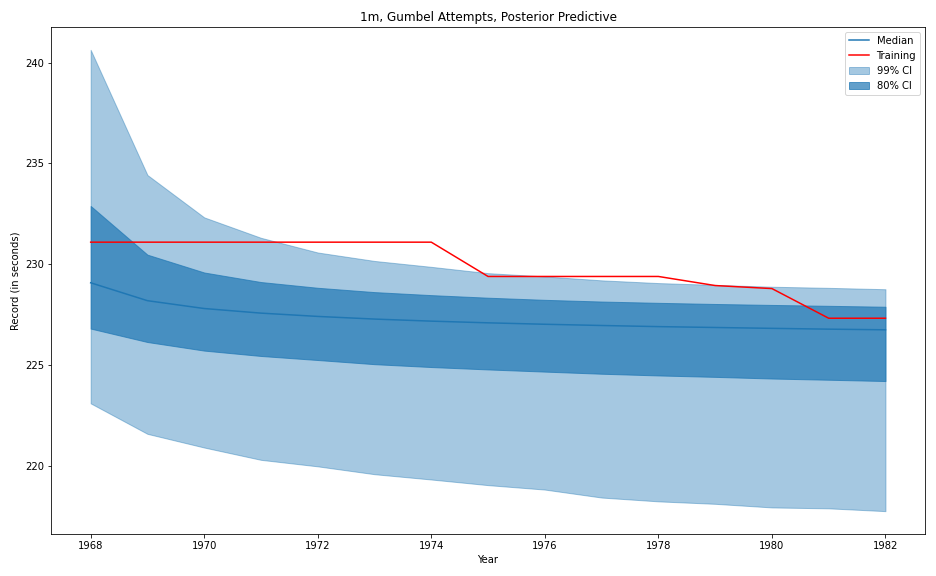 1m, Gumbel Attempts, Posterior Predictive
Median
Training
99% CI
80% CI
240
235
230
225
220
Record (in seconds)
1968 1970 1972 1974 1976 1978 1980 1982
Year